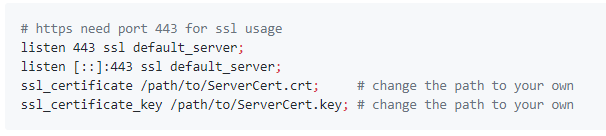 # https need port 443 for ssl usage
listen 443 ssl default_server;
listen [::]:443 ssl default_server;
ssl_certificate /path/to/ServerCert.crt;     # change the path to your own
ssl_certificate_key /path/to/ServerCert.key; # change the path to your own